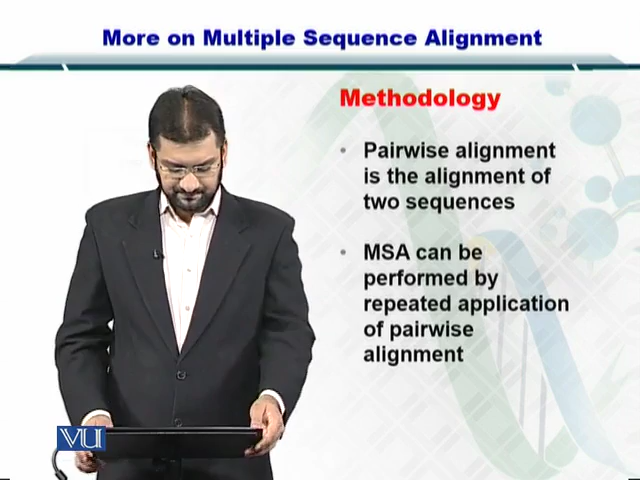 More on Multiple Sequence Alignment
Methodology
• Pairwise alignment
is the alignment of
two sequences
• MSA can be
performed by
repeated application
of pairwise
alignment
VU